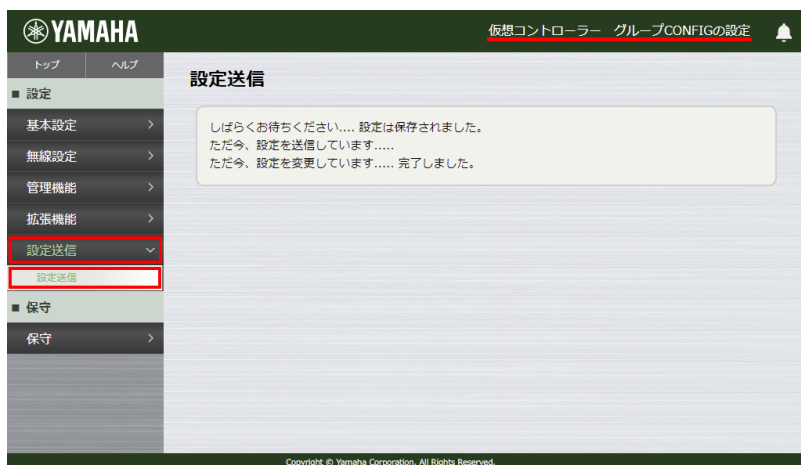 YAMAHA
仮想コントローラー グループCONFIGの設定
トップ
ヘルプ
■ 設定
基本設定
無線設定
管理機能
拡張機能
設定送信
設定送信
■ 保守
保守
設定送信
しばらくお待ちください.... 設定は保存されました。
ただ今、設定を送信しています.....
ただ今、設定を変更しています..... 完了しました。
Copyright © Yamaha Corporation. All Rights Reserved.